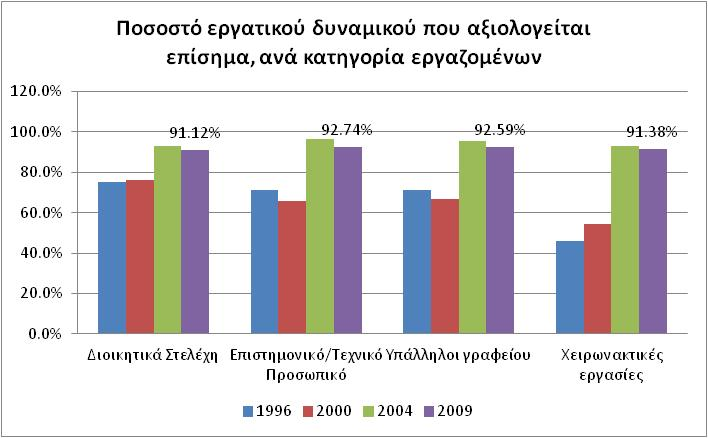 Ποσοστό εργατικού δυναμικού που αξιολογείται
επίσημα, ανά κατηγορία εργαζομένων
120.0%
100.0%
80.0%
60.0%
40.0%
20.0%
0.0%
91.12%
92.74%
92.59%
91.38%
Διοικητικά Στελέχη
Επιστημονικό/Τεχνικό
Προσωπικό
Υπάλληλοι γραφείου
Χειρωνακτικές
εργασίες
1996
2000
2004
2009